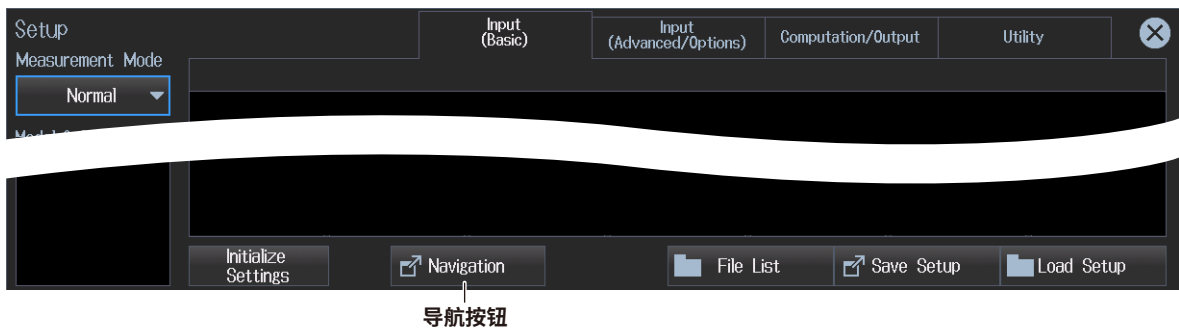 Setup
Input
(Basic)
Input
(Advanced/Options)
Computation/Output
Utility
Measurement Mode
Normal
Initialize
Settings
Navigation
File List
Save Setup
Load Setup
导航按钮